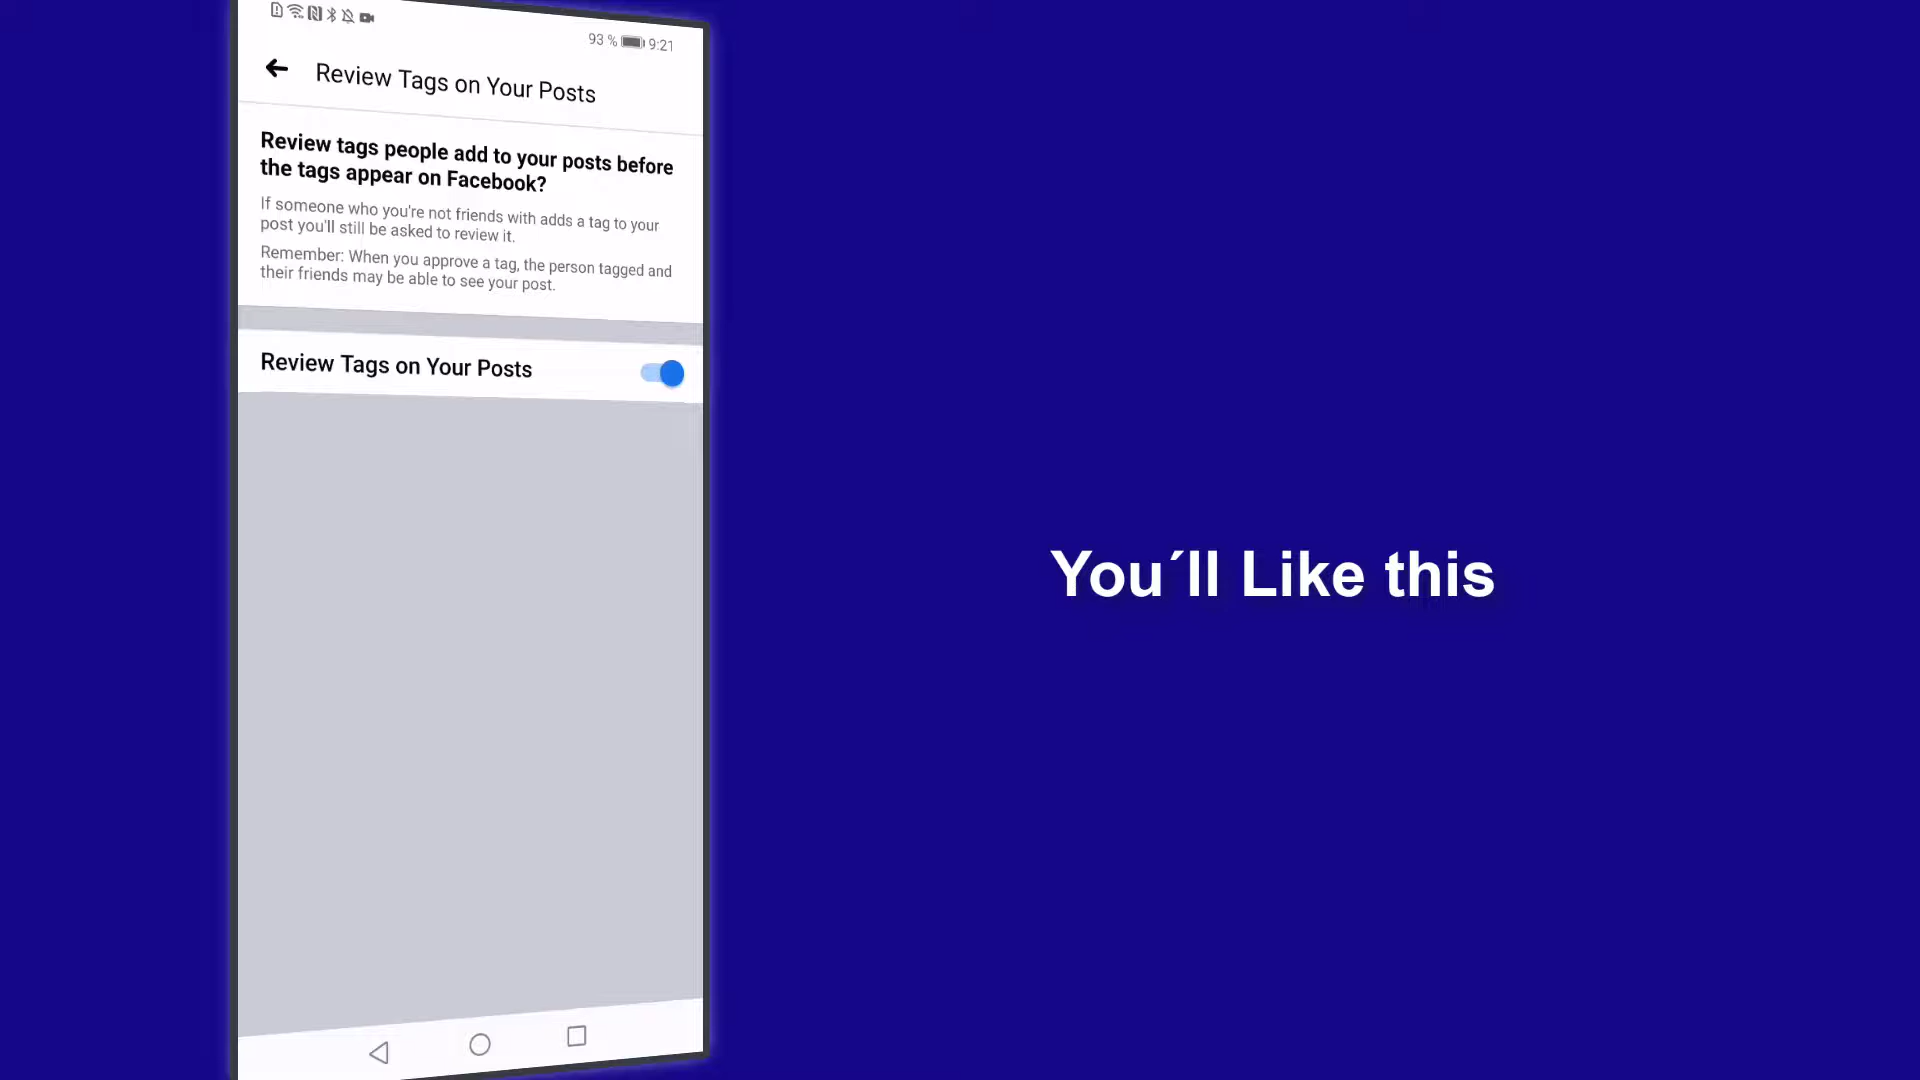 93 % 9:21
Review Tags on Your Posts
Review tags people add to your posts before
the tags appear on Facebook?
If someone who you're not friends with adds a tag to your
post you'll still be asked to review it.
Remember: When you approve a tag, the person tagged and
their friends may be able to see your post.
Review Tags on Your Posts
You´ll Like this